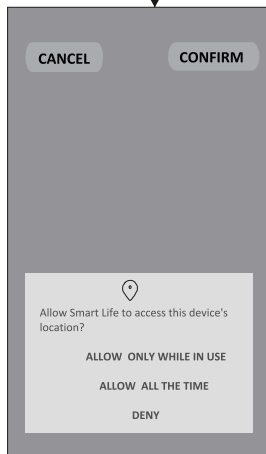 CANCEL CONFIRM
Allow Smart Life to access this device's
location?
ALLOW ONLY WHILE IN USE
ALLOW ALL THE TIME
DENY